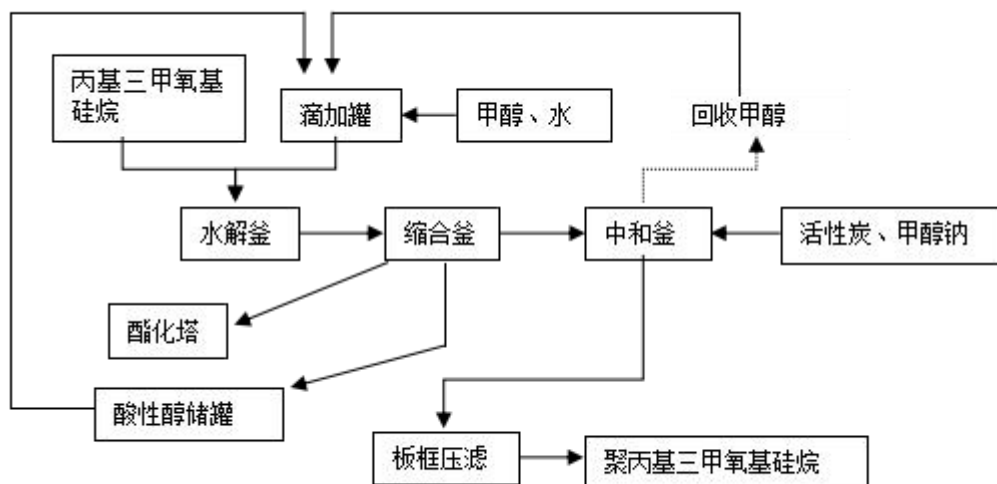 丙基三甲氧基
硅烷
滴加罐
甲醇、水
回收甲醇
水解釜
缩合釜
中和釜
活性炭、甲醇钠
酯化塔
酸性醇储罐
板框压滤
聚丙基三甲氧基硅烷